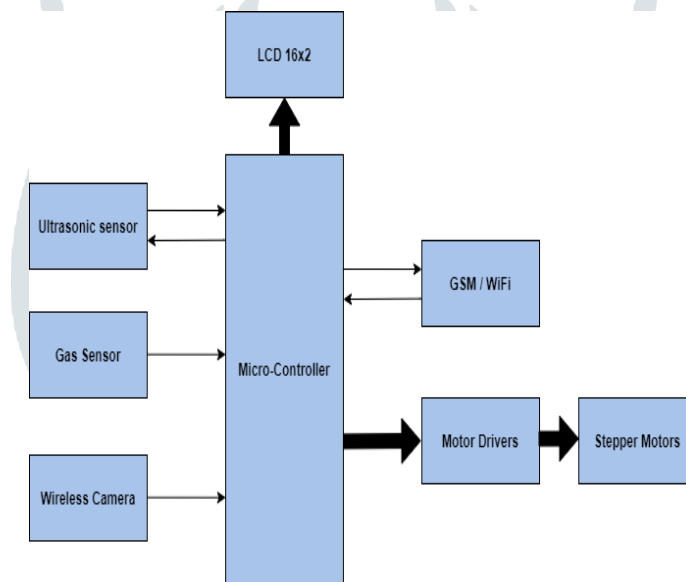 LCD 16x2
Ultrasonic sensor
GSM / WiFi
Gas Sensor
Micro-Controller
Motor Drivers
Stepper Motors
Wireless Camera